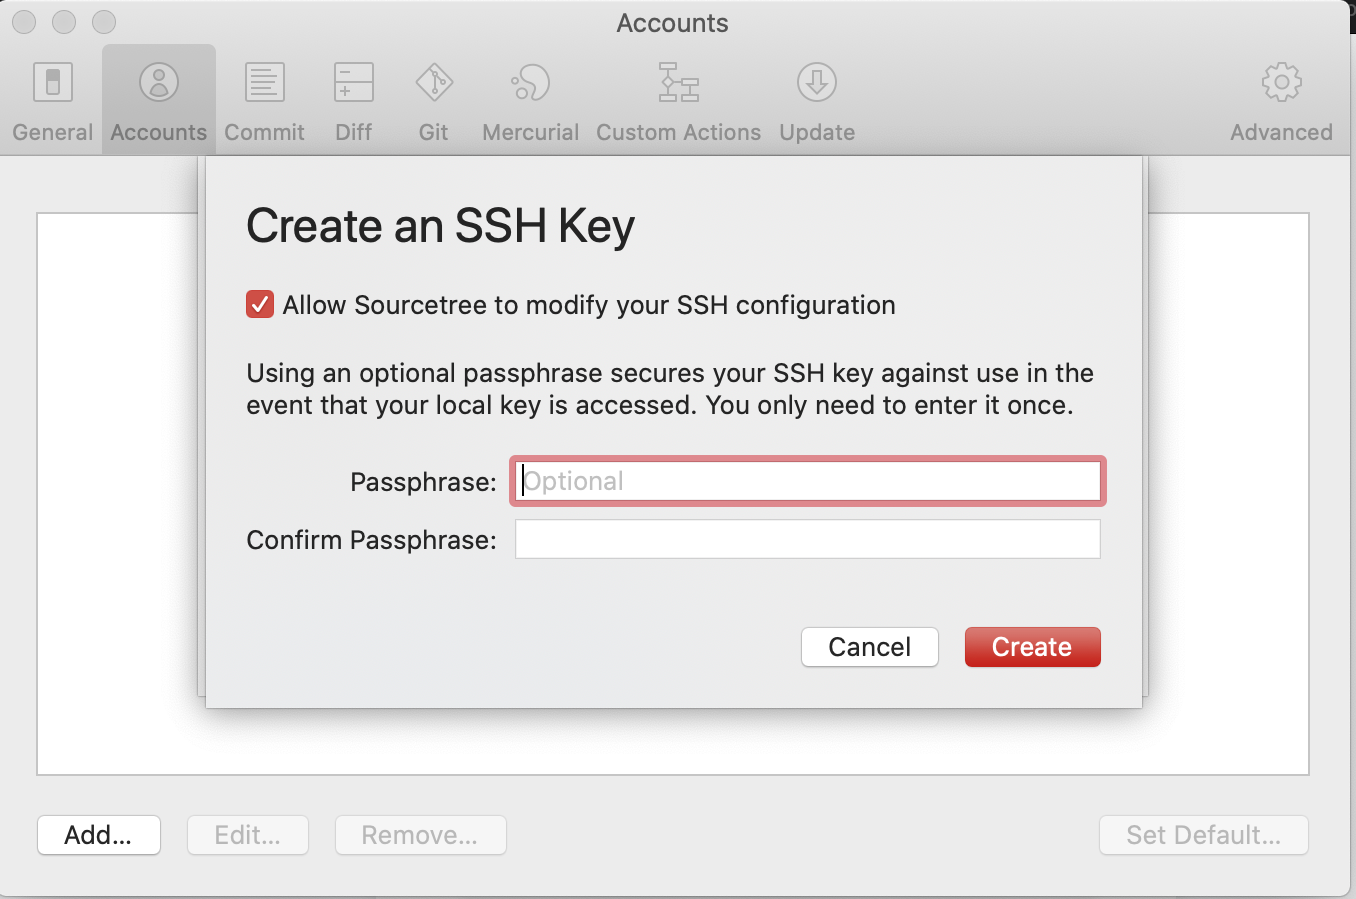 Accounts
General Accounts Commit Diff Git Mercurial Custom Actions Update Advanced
Create an SSH Key
Allow Sourcetree to modify your SSH configuration
Using an optional passphrase secures your SSH key against use in the
event that your local key is accessed. You only need to enter it once.
Passphrase: Optional
Confirm Passphrase:
Cancel Create
Add... Edit... Remove... Set Default...